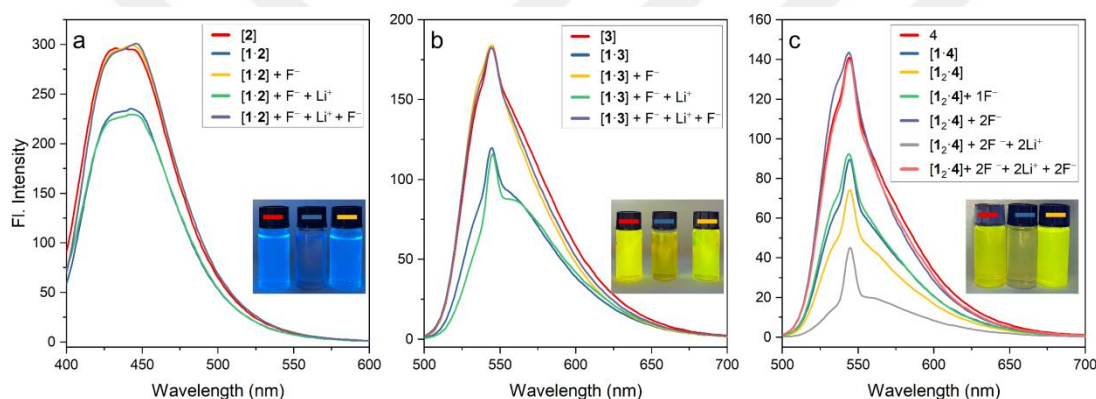 a
[2]
[1·2]
[1·2] + F⁻
[1·2] + F⁻ + Li⁺
[1·2] + F⁻ + Li⁺ + F⁻
300
250
200
150
100
50
0
Fl. Intensity
400 450 500 550 600
Wavelength (nm)
b
[3]
[1·3]
[1·3] + F⁻
[1·3] + F⁻ + Li⁺
[1·3] + F⁻ + Li⁺ + F⁻
200
150
100
50
0
500 550 600 650 700
Wavelength (nm)
c
4
[1·4]
[1₂·4]
[1₂·4]+ 1F⁻
[1₂·4] + 2F⁻
[1₂·4] + 2F⁻ + 2Li⁺
[1₂·4]+ 2F⁻ + 2Li⁺ + 2F⁻
160
140
120
100
80
60
40
20
0
500 550 600 650 700
Wavelength (nm)